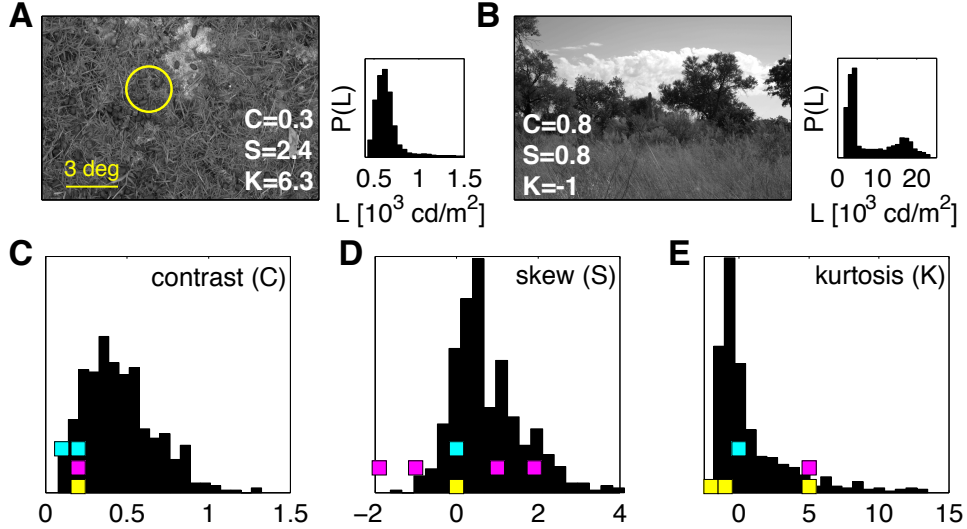 A
C=0.3
S=2.4
K=6.3
3 deg
P(L)
0.5 1 1.5
L [10³ cd/m²]
B
C=0.8
S=0.8
K=-1
P(L)
0 10 20
L [10³ cd/m²]
C
contrast (C)
0 0.5 1 1.5
D
skew (S)
−2 0 2 4
E
kurtosis (K)
0 5 10 15